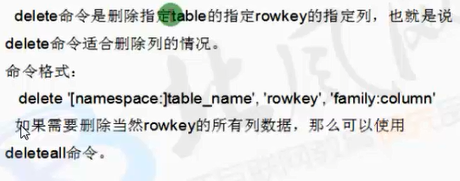 delete命令是删除指定table的指定rowkey的指定列，也就是说
delete命令适合删除列的情况。
命令格式：
delete '[namespace:]table_name', 'rowkey', 'family:column'
如果需要删除当然rowkey的所有列数据，那么可以使用
deleteall命令。